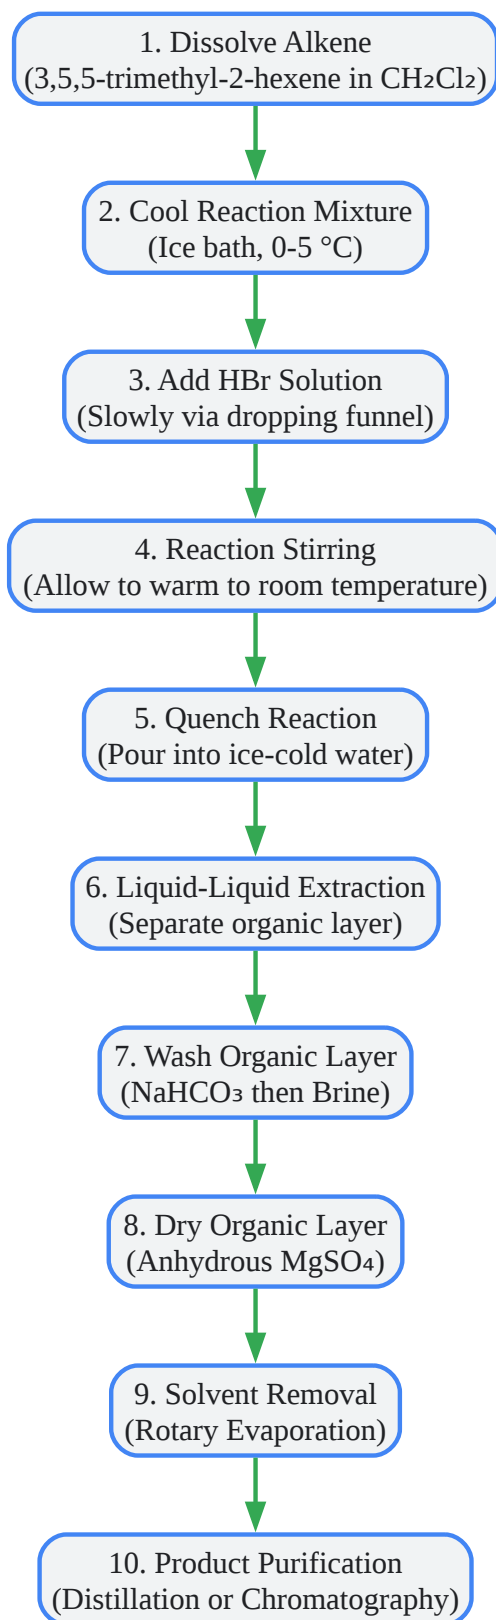 1. Dissolve Alkene
(3,5,5-trimethyl-2-hexene in CH₂Cl₂)
2. Cool Reaction Mixture
(Ice bath, 0-5 °C)
3. Add HBr Solution
(Slowly via dropping funnel)
4. Reaction Stirring
(Allow to warm to room temperature)
5. Quench Reaction
(Pour into ice-cold water)
6. Liquid-Liquid Extraction
(Separate organic layer)
7. Wash Organic Layer
(NaHCO₃ then Brine)
8. Dry Organic Layer
(Anhydrous MgSO₄)
9. Solvent Removal
(Rotary Evaporation)
10. Product Purification
(Distillation or Chromatography)